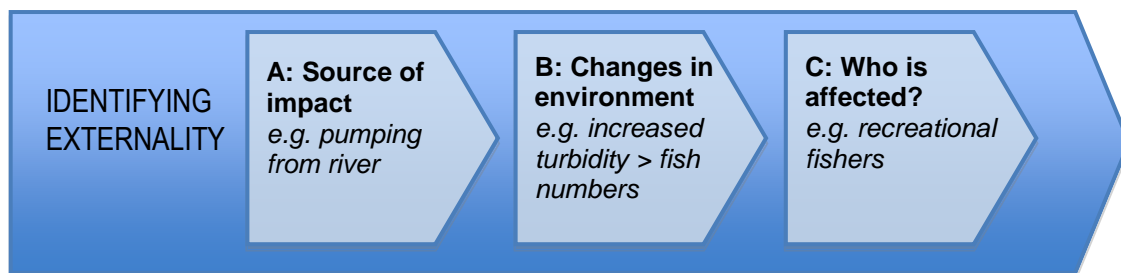 IDENTIFYING
EXTERNALITY
A: Source of
impact
e.g. pumping
from river
B: Changes in
environment
e.g. increased
turbidity > fish
numbers
C: Who is
affected?
e.g. recreational
fishers